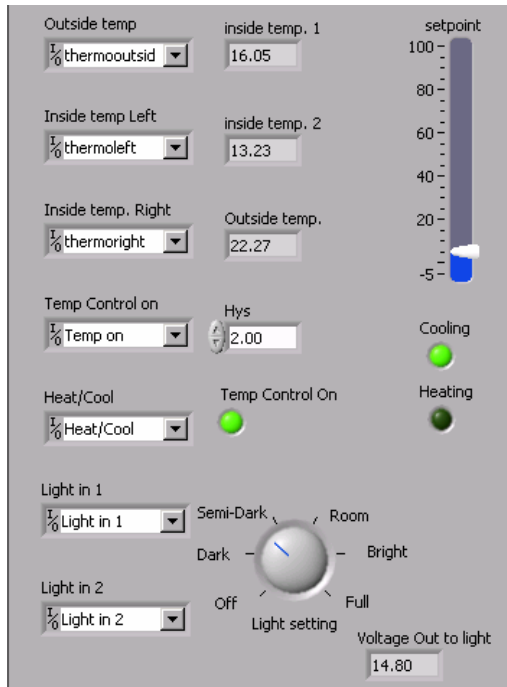 Outside temp
I/O thermooutsid
inside temp. 1
16.05
setpoint
100
80
60
40
20
-5
Inside temp Left
I/O thermoleft
inside temp. 2
13.23
Inside temp. Right
I/O thermoright
Outside temp.
22.27
Temp Control on
I/O Temp on
Hys
2.00
Cooling
Heat/Cool
I/O Heat/Cool
Temp Control On
Heating
Light in 1
I/O Light in 1
Semi-Dark
Room
Dark
Bright
Off
Full
Light setting
Light in 2
I/O Light in 2
Voltage Out to light
14.80